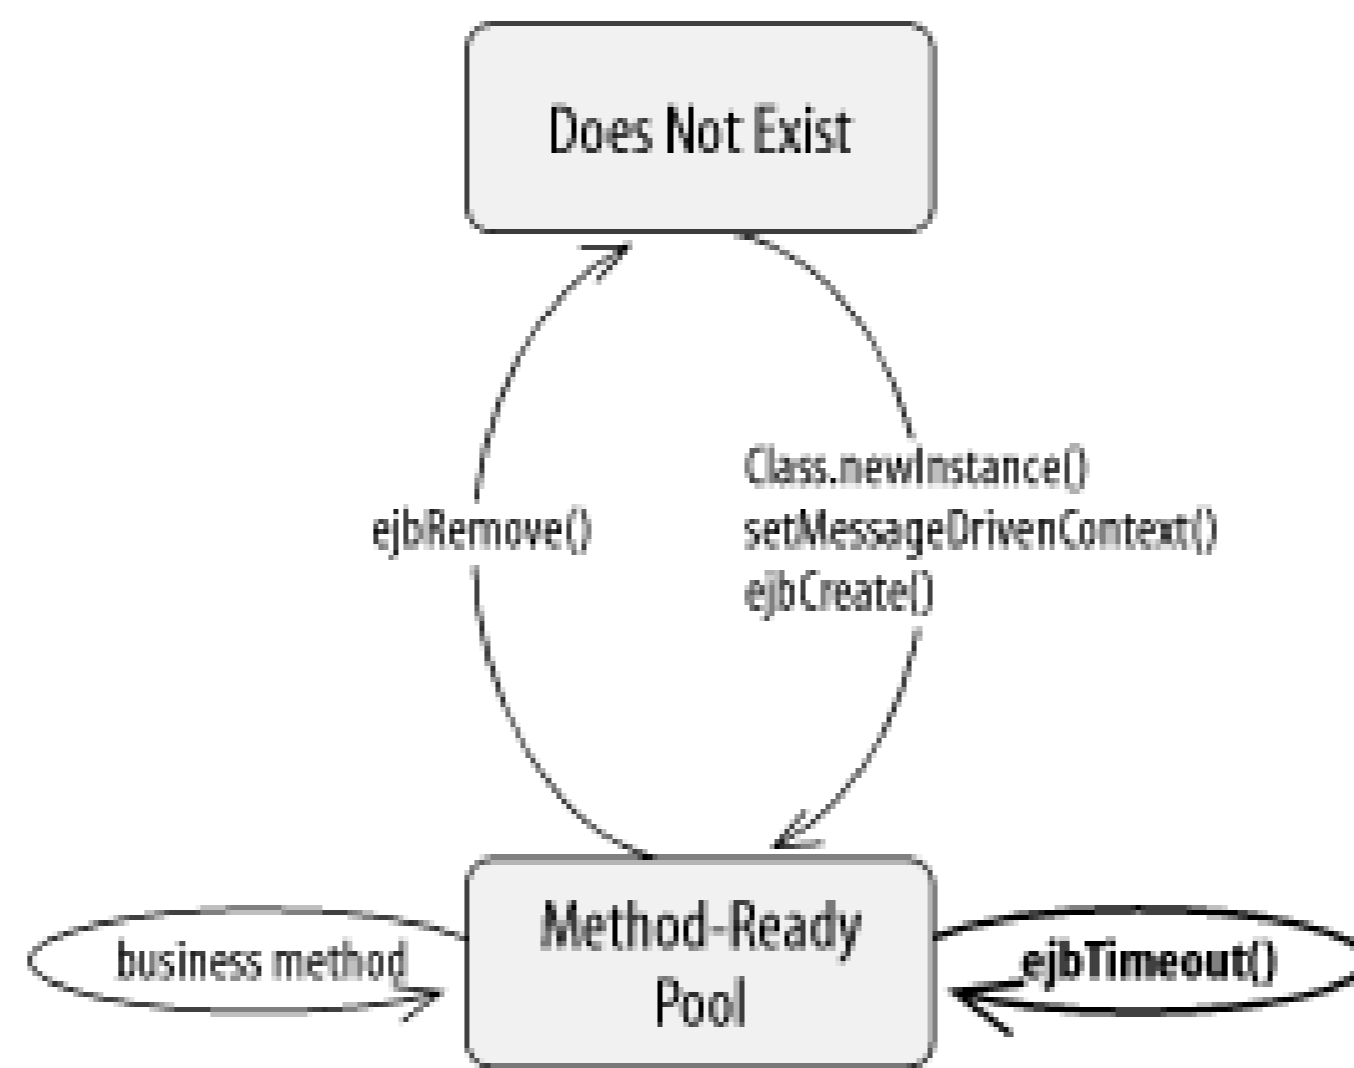 Does Not Exist
Class.newInstance()
ejbRemove()
setMessageDrivenContext()
ejbCreate()
Method-Ready
Pool
business method
ejbTimeout()